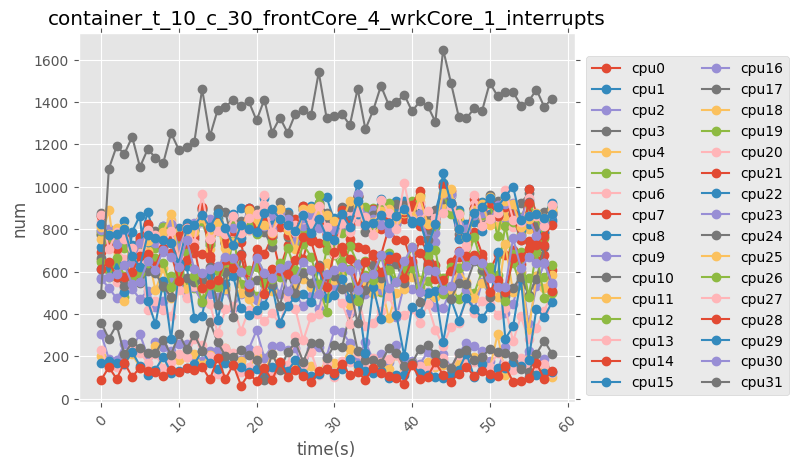 container_t_10_c_30_frontCore_4_wrkCore_1_interrupts
1600
1400
1200
1000
800
600
400
200
0
num
0
10
20
30
40
50
60
time(s)
cpu0
cpu1
cpu2
cpu3
cpu4
cpu5
cpu6
cpu7
cpu8
cpu9
cpu10
cpu11
cpu12
cpu13
cpu14
cpu15
cpu16
cpu17
cpu18
cpu19
cpu20
cpu21
cpu22
cpu23
cpu24
cpu25
cpu26
cpu27
cpu28
cpu29
cpu30
cpu31